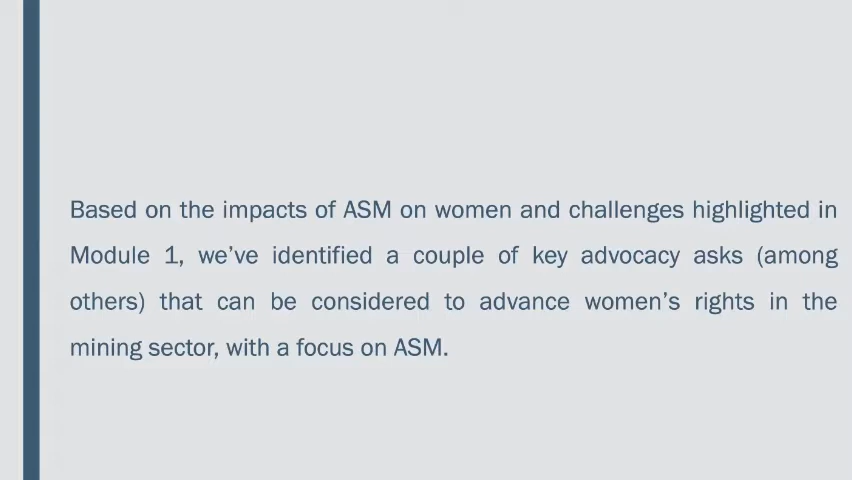 Based on the impacts of ASM on women and challenges highlighted in
Module 1, we’ve identified a couple of key advocacy asks (among
others) that can be considered to advance women’s rights in the
mining sector, with a focus on ASM.